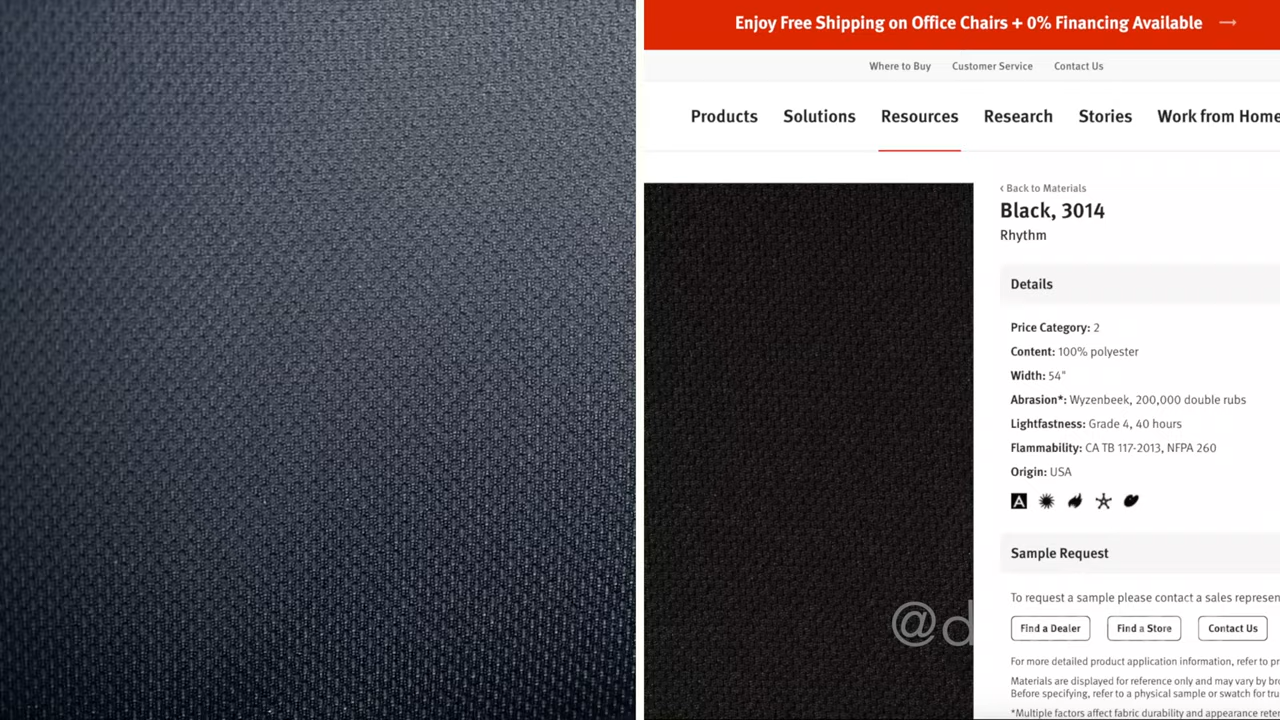 Enjoy Free Shipping on Office Chairs + 0% Financing Available →
Where to Buy Customer Service Contact Us
Products Solutions Resources Research Stories Work from Home
‹ Back to Materials
Black, 3014
Rhythm
Details
Price Category: 2
Content: 100% polyester
Width: 54"
Abrasion*: Wyzenbeek, 200,000 double rubs
Lightfastness: Grade 4, 40 hours
Flammability: CA TB 117-2013, NFPA 260
Origin: USA
A
Sample Request
To request a sample please contact a sales represen
Find a Dealer Find a Store Contact Us
@d
For more detailed product application information, refer to pr
Materials are displayed for reference only and may vary by bro
Before specifying, refer to a physical sample or swatch for tru
*Multiple factors affect fabric durability and appearance reten